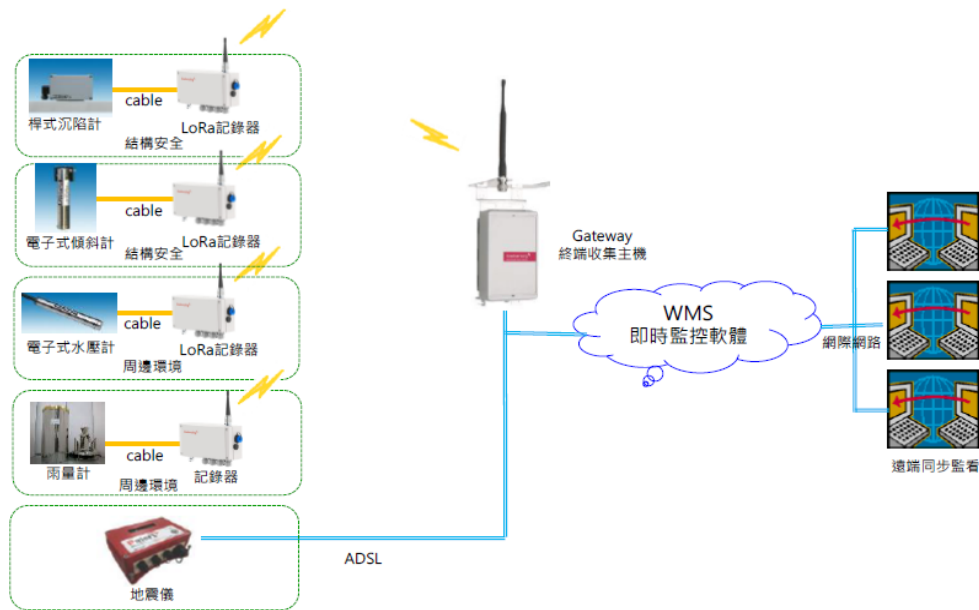 cable
桿式沉陷計
LoRa記錄器
結構安全
cable
電子式傾斜計
LoRa記錄器
結構安全
cable
電子式水壓計
LoRa記錄器
周邊環境
cable
雨量計
記錄器
周邊環境
地震儀
ADSL
Gateway
終端收集主機
WMS
即時監控軟體
網際網路
遠端同步監看